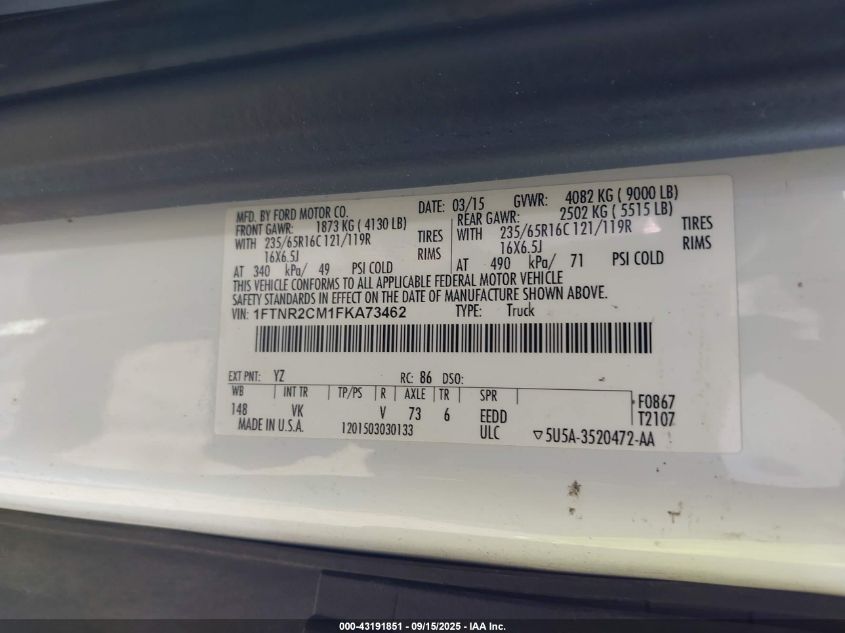 MFD. BY FORD MOTOR CO. DATE: 03/15 GVWR: 4082 KG ( 9000 LB)
FRONT GAWR: 1873 KG ( 4130 LB) REAR GAWR: 2502 KG ( 5515 LB)
WITH 235/65R16C 121/119R TIRES WITH 235/65R16C 121/119R TIRES
16X6.5J RIMS 16X6.5J RIMS
AT 340 kPa/ 49 PSI COLD AT 490 kPa/ 71 PSI COLD
THIS VEHICLE CONFORMS TO ALL APPLICABLE FEDERAL MOTOR VEHICLE
SAFETY STANDARDS IN EFFECT ON THE DATE OF MANUFACTURE SHOWN ABOVE.
VIN: 1FTNR2CM1FKA73462 TYPE: Truck
EXT PNT: YZ RC: 86 DSO:
WB INT TR TP/PS R AXLE TR SPR F0867
148 VK V 73 6 EEDD T2107
MADE IN U.S.A. 1201503030133 ULC ▽5U5A-3520472-AA
000-43191851 - 09/15/2025 - IAA Inc.